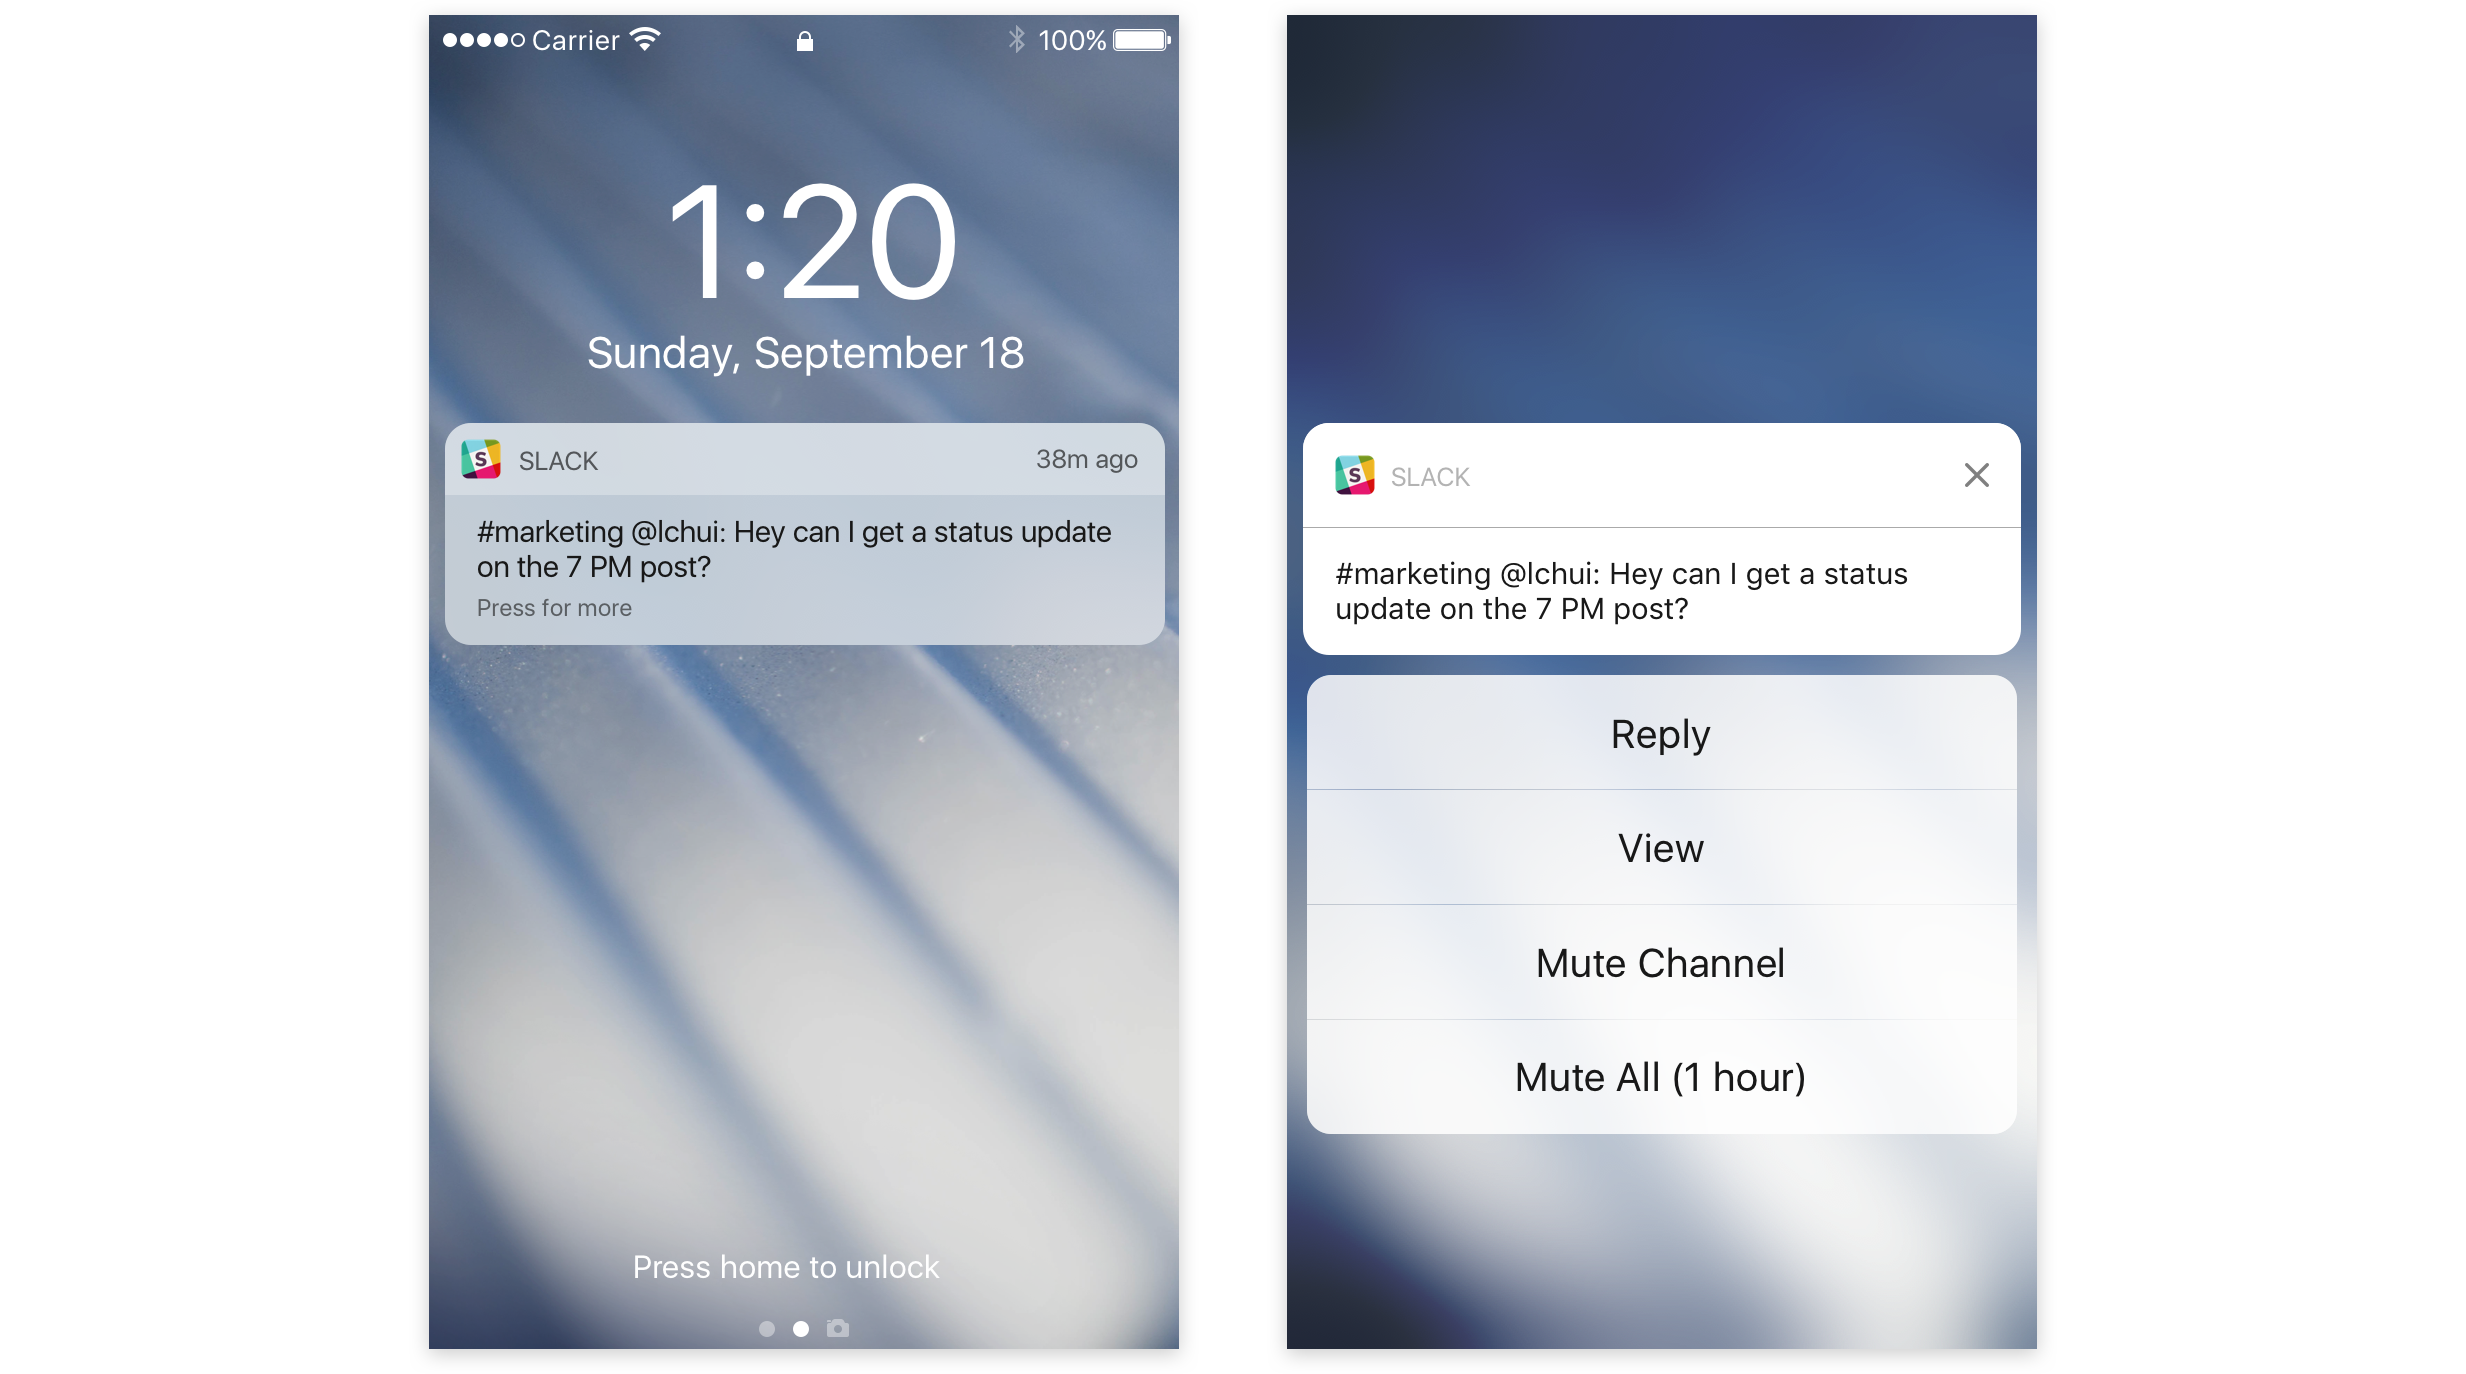 Carrier
100%
1:20
Sunday, September 18
S SLACK
38m ago
#marketing @lchui: Hey can I get a status update
on the 7 PM post?
Press for more
Press home to unlock
S SLACK
#marketing @lchui: Hey can I get a status
update on the 7 PM post?
Reply
View
Mute Channel
Mute All (1 hour)